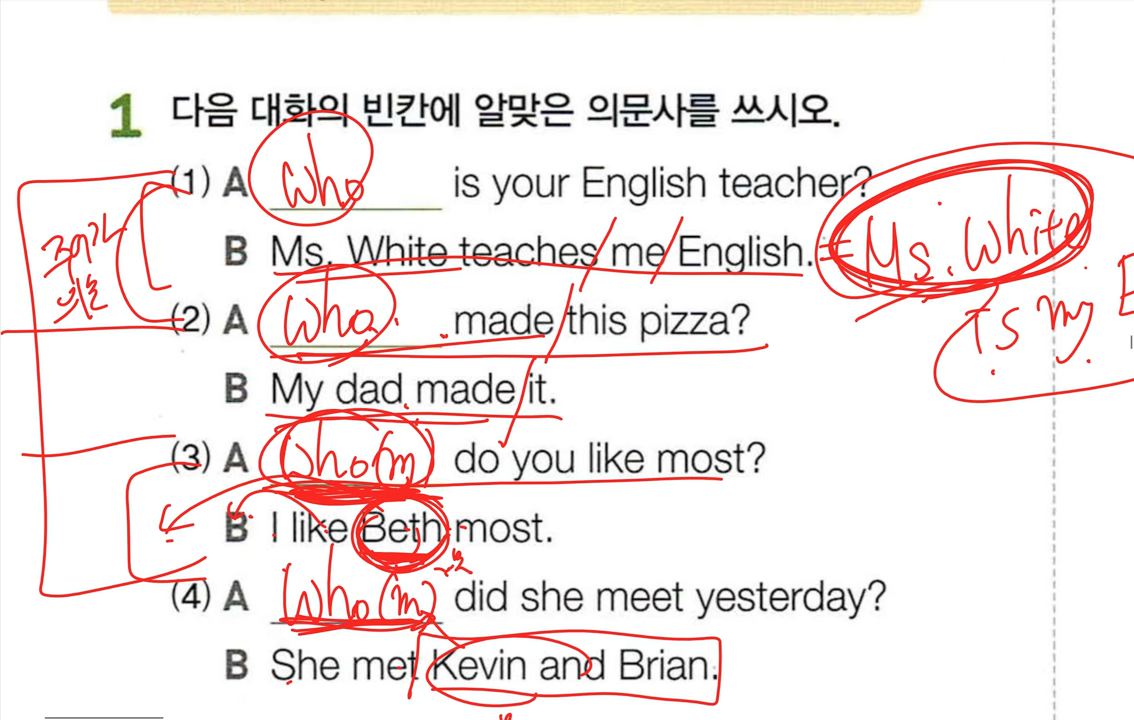 1 다음 대화의 빈칸에 알맞은 의문사를 쓰시오.
(1) A who is your English teacher?
B Ms. White teaches me English. = Ms. White
is my E
(2) A who made this pizza?
B My dad made it.
(3) A who(m) do you like most?
B I like Beth most.
(4) A who(m) did she meet yesterday?
B She met Kevin and Brian.